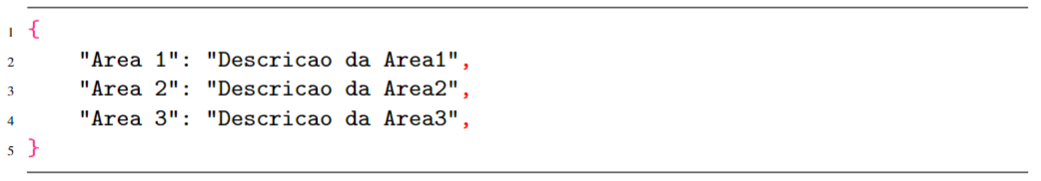 1 {
2 "Area 1": "Descricao da Area1",
3 "Area 2": "Descricao da Area2",
4 "Area 3": "Descricao da Area3",
5 }